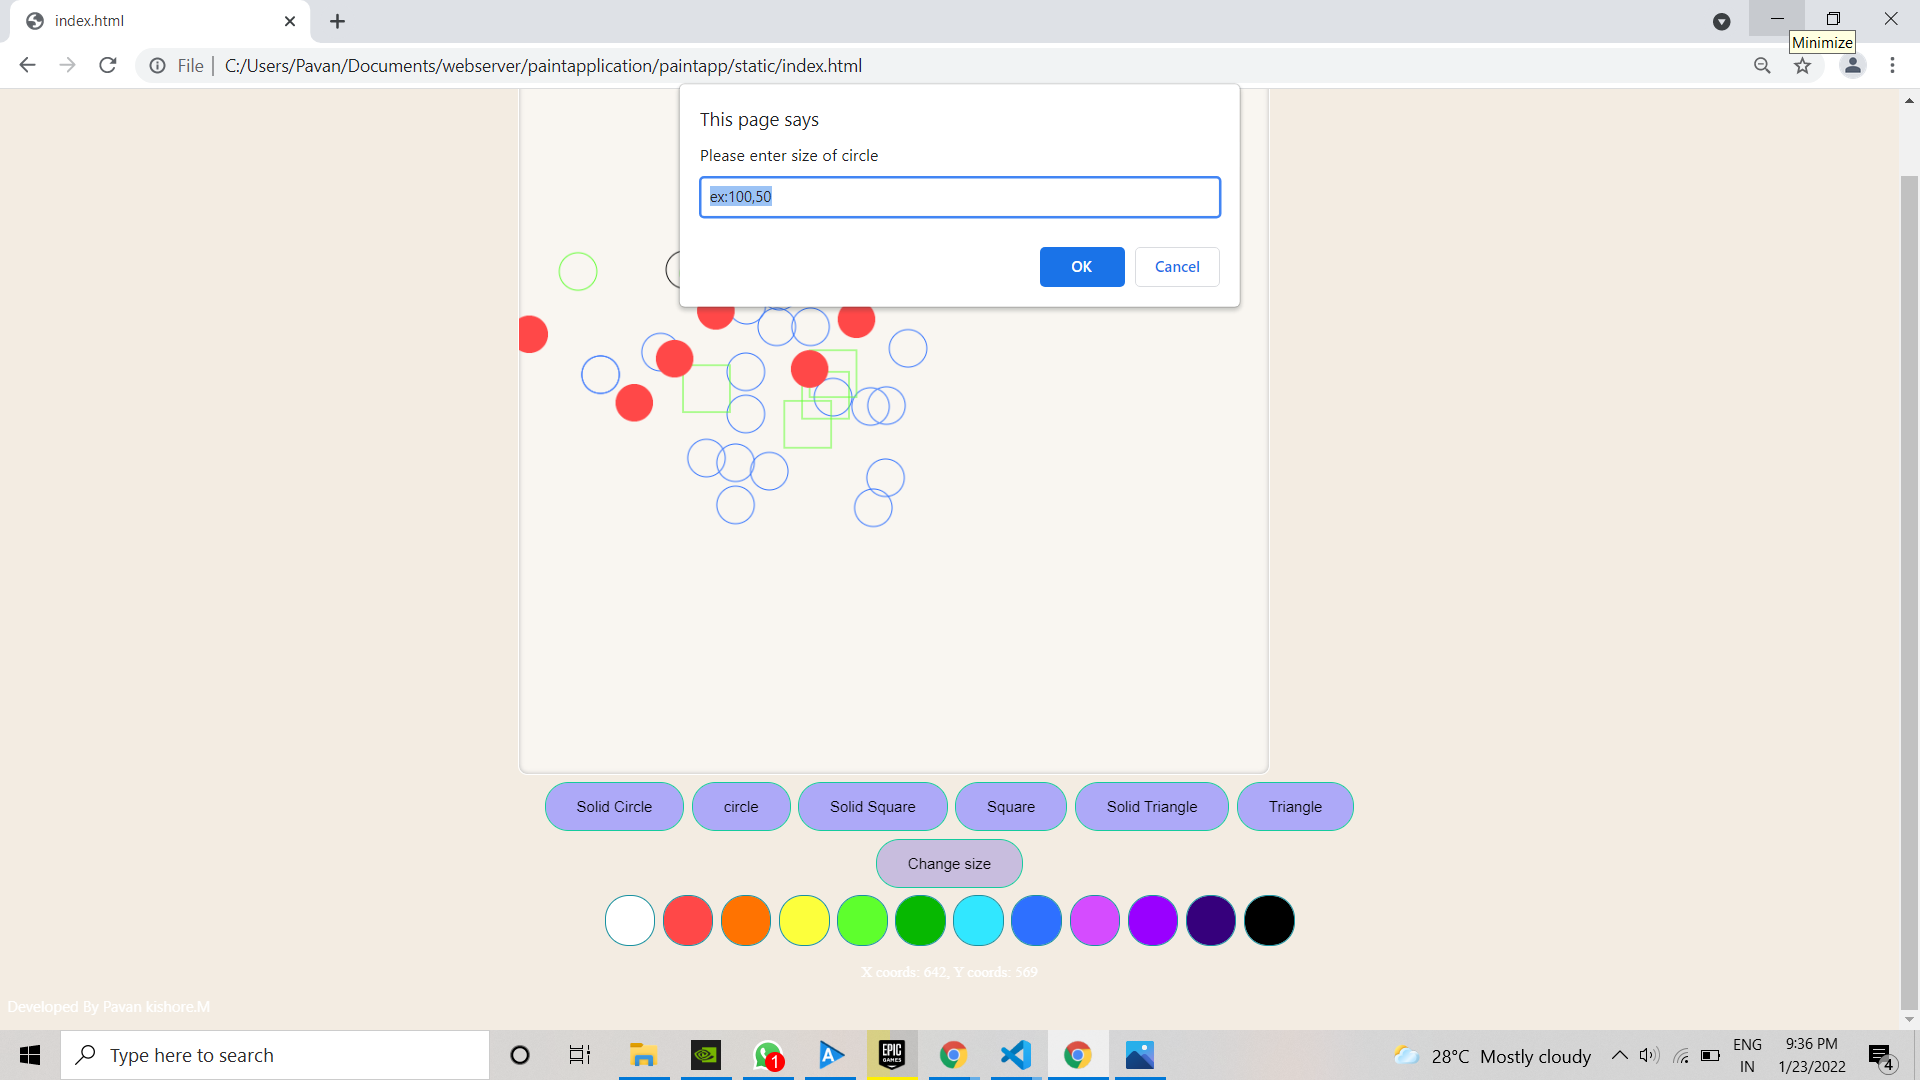 index.html
Minimize
File | C:/Users/Pavan/Documents/webserver/paintapplication/paintapp/static/index.html
This page says
Please enter size of circle
ex:100,50
OK Cancel
Solid Circle circle Solid Square Square Solid Triangle Triangle
Change size
X coords: 642, Y coords: 569
Developed By Pavan kishore.M
Type here to search
1
EPIC
GAMES
28°C Mostly cloudy
ENG
IN
9:36 PM
1/23/2022
4